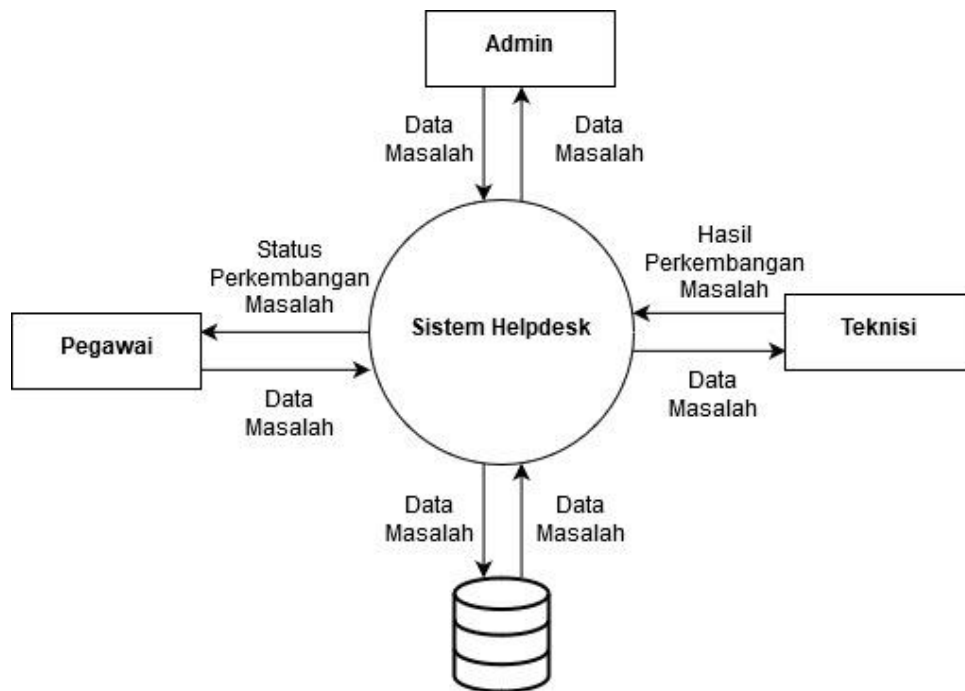 Admin
Data
Masalah
Data
Masalah
Status
Perkembangan
Masalah
Hasil
Perkembangan
Masalah
Pegawai
Sistem Helpdesk
Teknisi
Data
Masalah
Data
Masalah
Data
Masalah
Data
Masalah